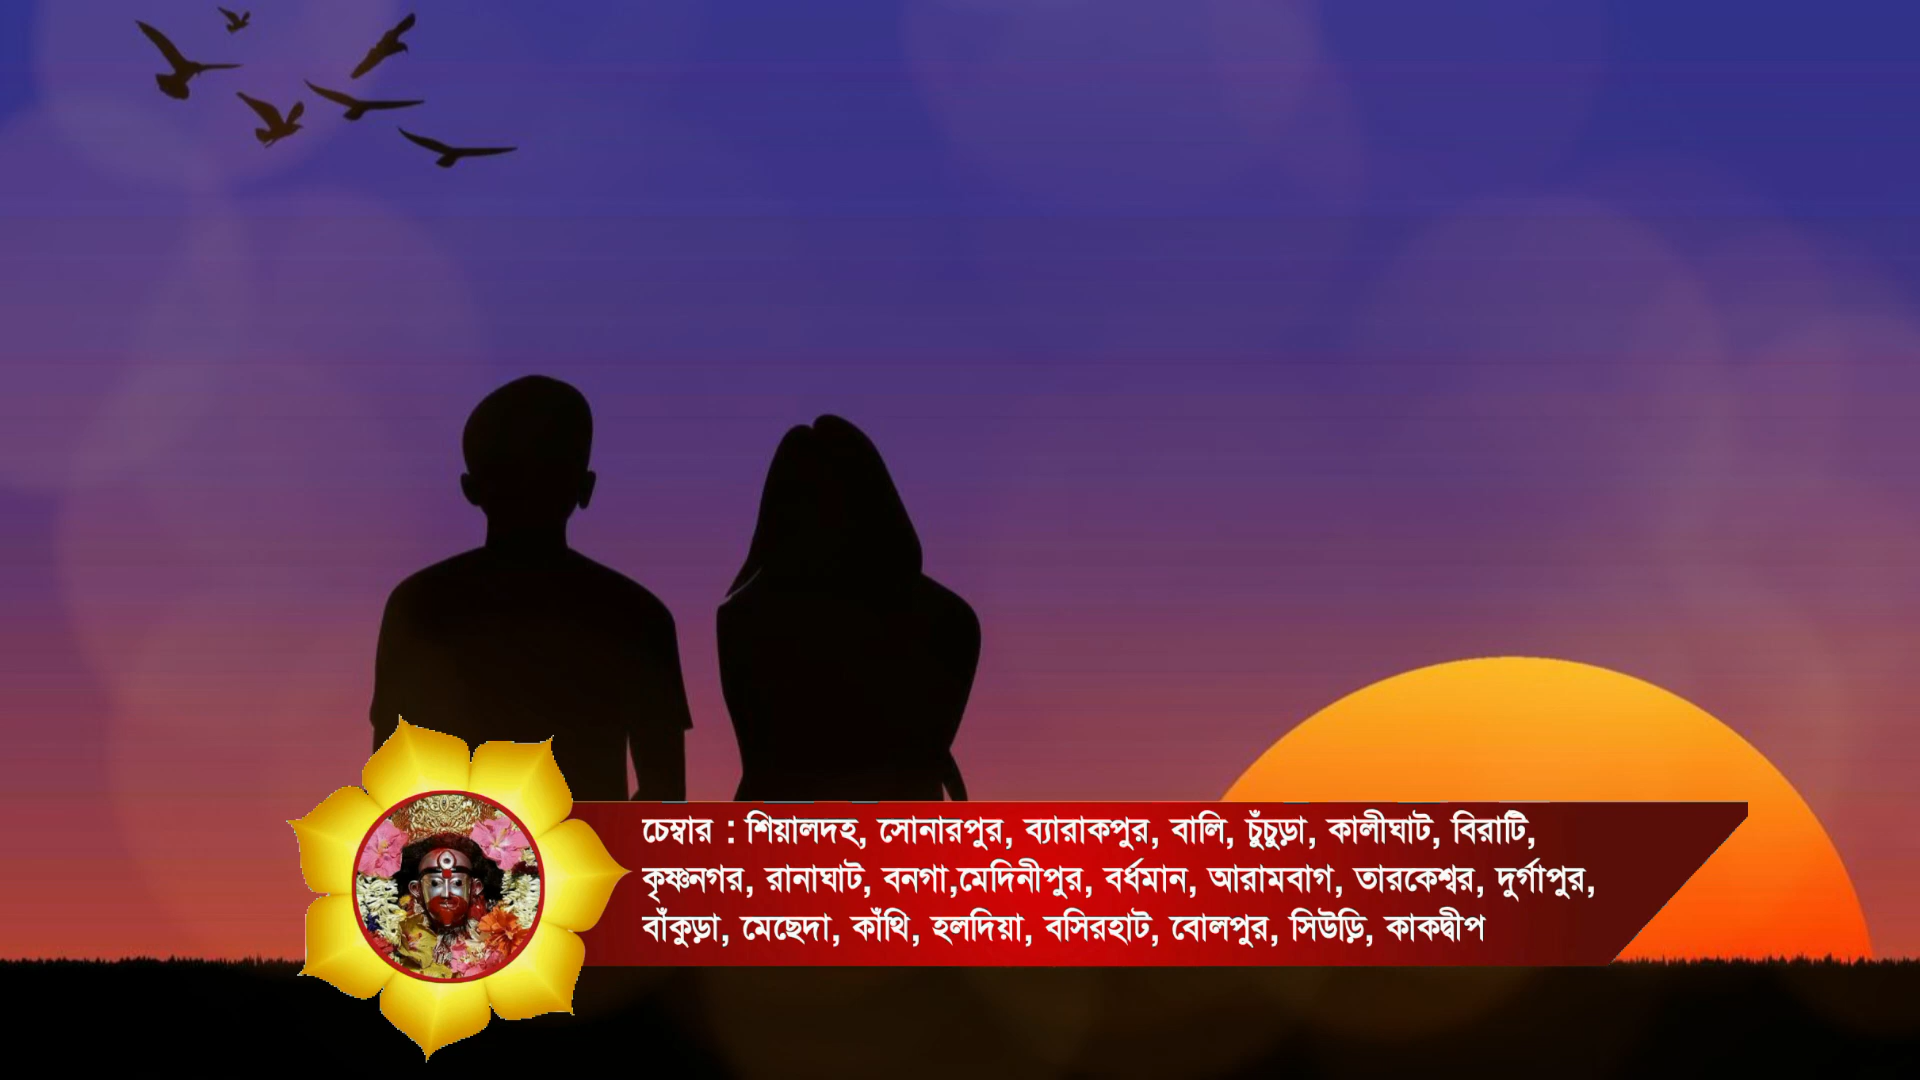 চেম্বার : শিয়ালদহ, সোনারপুর, ব্যারাকপুর, বালি, চুঁচুড়া, কালীঘাট, বিরাটি,
কৃষ্ণনগর, রানাঘাট, বনগা,মেদিনীপুর, বর্ধমান, আরামবাগ, তারকেশ্বর, দুর্গাপুর,
বাঁকুড়া, মেছেদা, কাঁথি, হলদিয়া, বসিরহাট, বোলপুর, সিউড়ি, কাকদ্বীপ